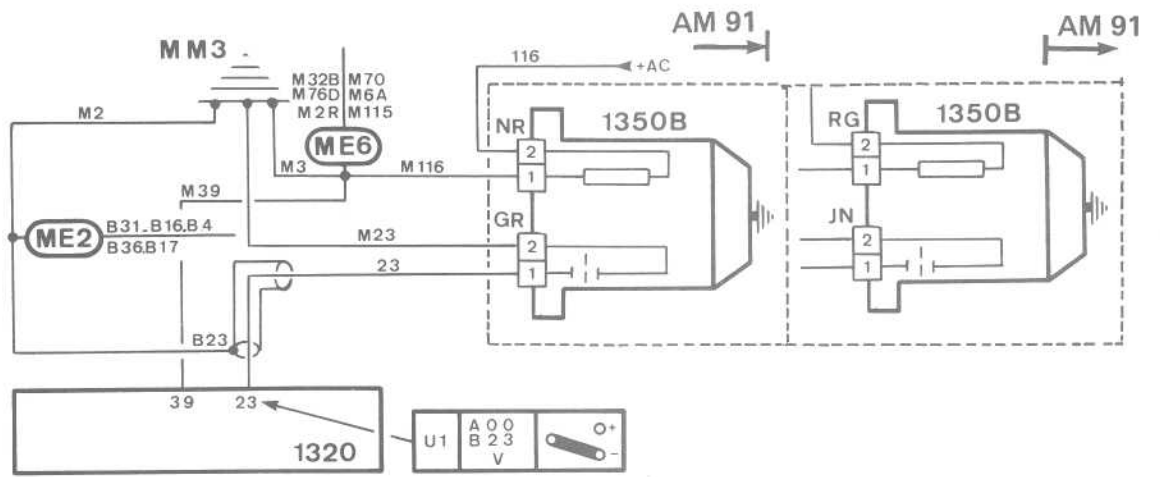 AM 91
AM 91
MM3
116
+AC
M32B M70
M76D M6A
M2R M115
M2
NR
1350B
RG
1350B
ME6
2
2
M3
M116
1
1
M39
GR
JN
ME2
B31.B16.B4
B36.B17
M23
2
2
23
1
1
B23
39
23
1320
U1
A 0 0
B 2 3
V
+
-